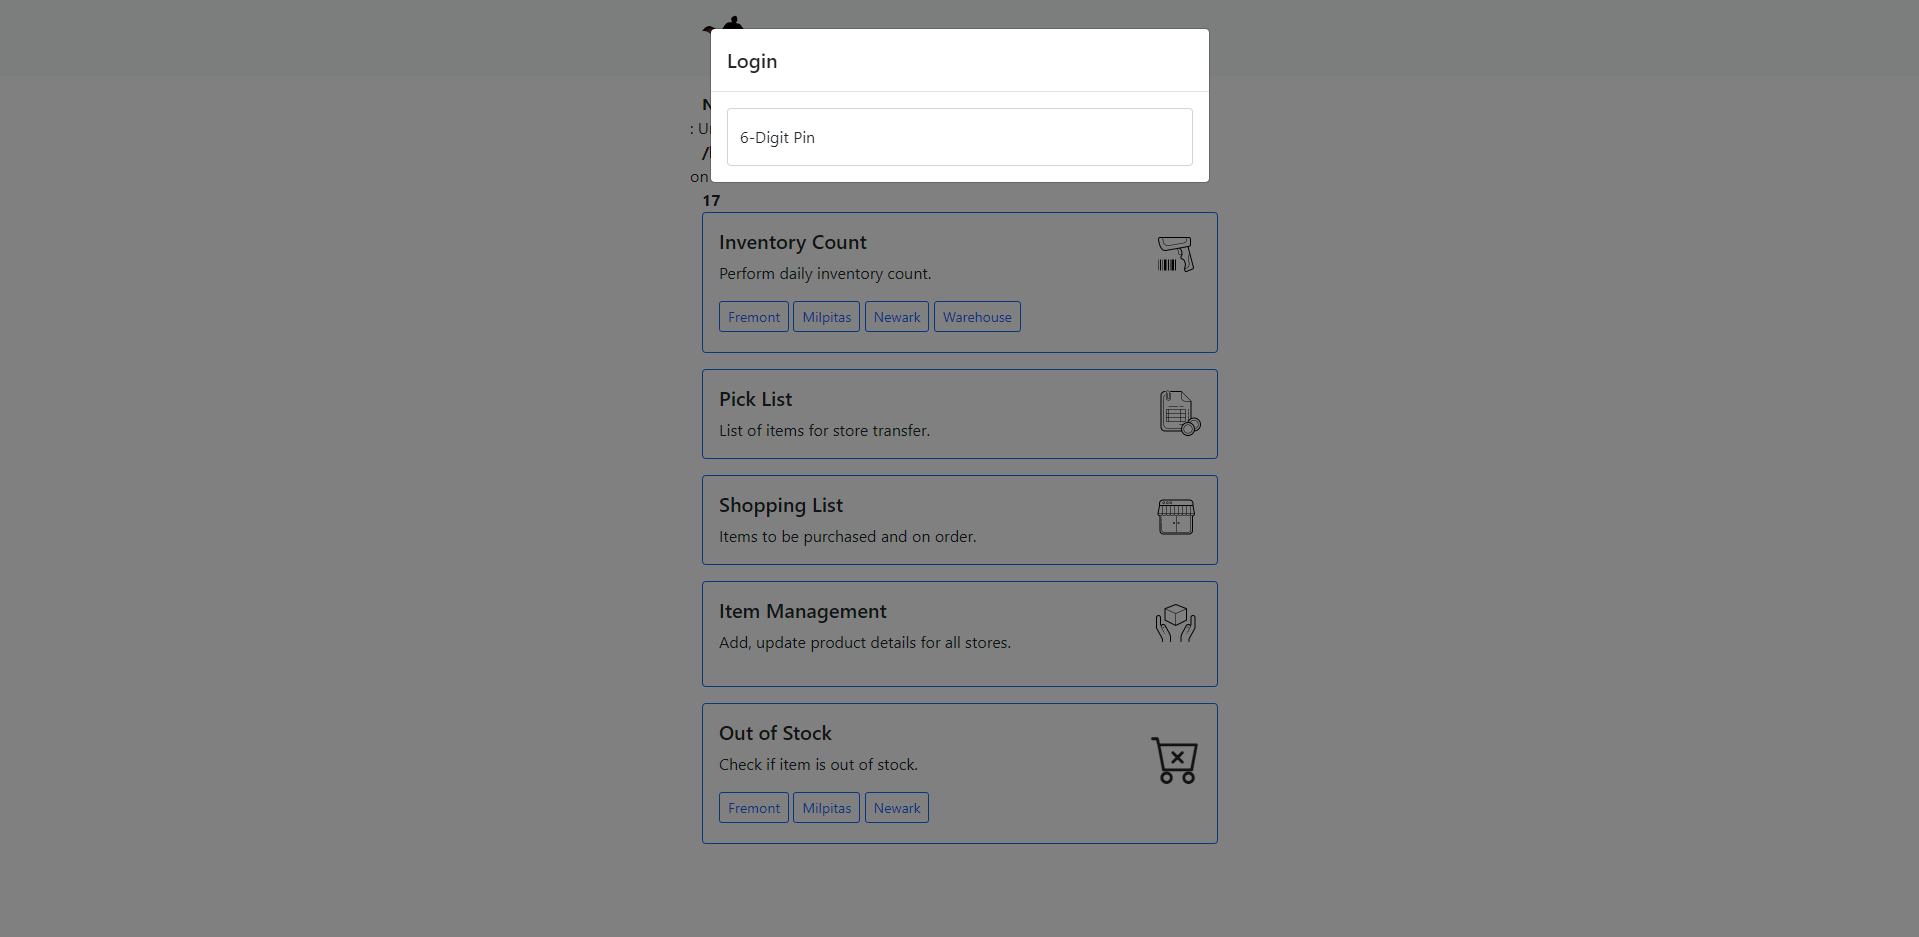 Login
6-Digit Pin
: U
on
17
Inventory Count
Perform daily inventory count.
Fremont Milpitas Newark Warehouse
Pick List
List of items for store transfer.
Shopping List
Items to be purchased and on order.
Item Management
Add, update product details for all stores.
Out of Stock
Check if item is out of stock.
Fremont Milpitas Newark